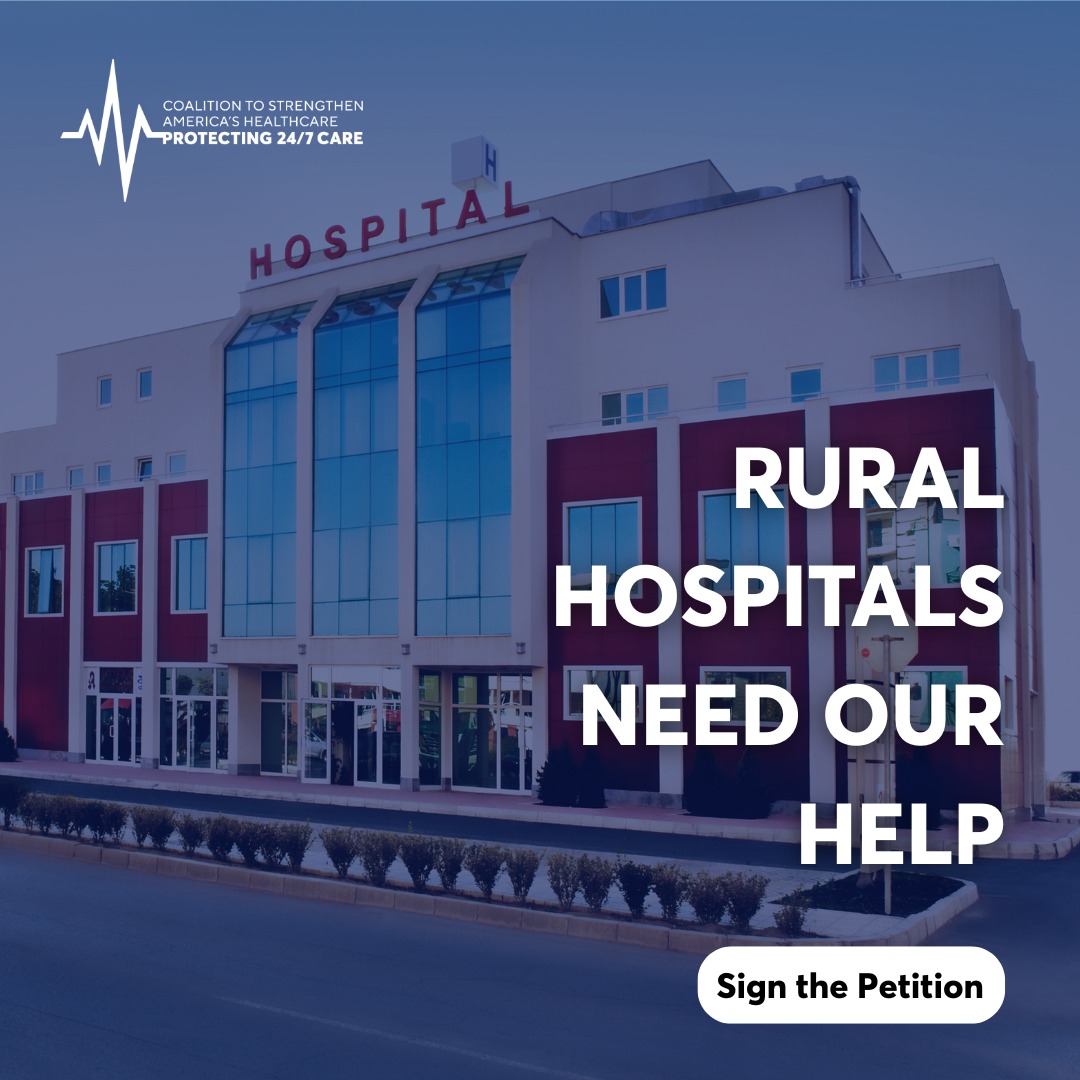 COALITION TO STRENGTHEN
AMERICA'S HEALTHCARE
PROTECTING 24/7 CARE
H
HOSPITAL
RURAL
HOSPITALS
NEED OUR
HELP
Sign the Petition